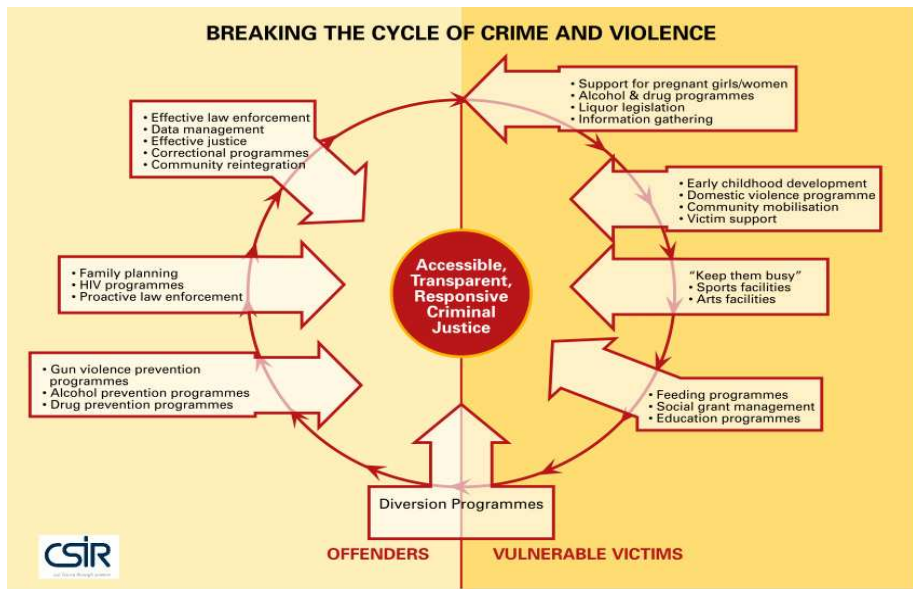 BREAKING THE CYCLE OF CRIME AND VIOLENCE
• Support for pregnant girls/women
• Alcohol & drug programmes
• Liquor legislation
• Information gathering
• Early childhood development
• Domestic violence programme
• Community mobilisation
• Victim support
“Keep them busy”
• Sports facilities
• Arts facilities
• Feeding programmes
• Social grant management
• Education programmes
Diversion Programmes
• Gun violence prevention
programmes
• Alcohol prevention programmes
• Drug prevention programmes
• Family planning
• HIV programmes
• Proactive law enforcement
• Effective law enforcement
• Data management
• Effective justice
• Correctional programmes
• Community reintegration
Accessible,
Transparent,
Responsive
Criminal
Justice
OFFENDERS
VULNERABLE VICTIMS
CSIR